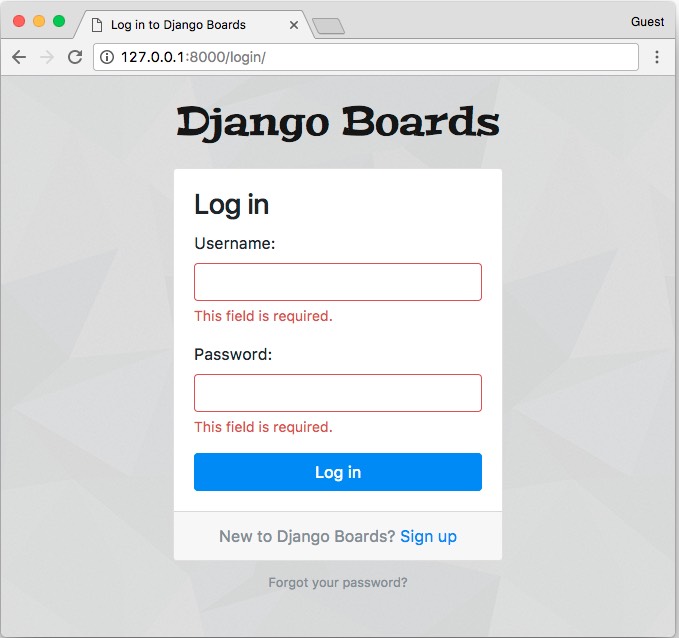 Log in to Django Boards
Guest
127.0.0.1:8000/login/
Django Boards
Log in
Username:
This field is required.
Password:
This field is required.
Log in
New to Django Boards? Sign up
Forgot your password?